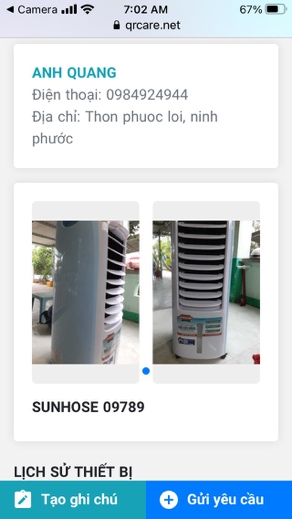 Camera
7:02 AM
67%
qrcare.net
ANH QUANG
Điện thoại: 0984924944
Địa chỉ: Thon phuoc loi, ninh
phước
SUNHOSE 09789
LỊCH SỬ THIẾT BỊ
Tạo ghi chú
Gửi yêu cầu